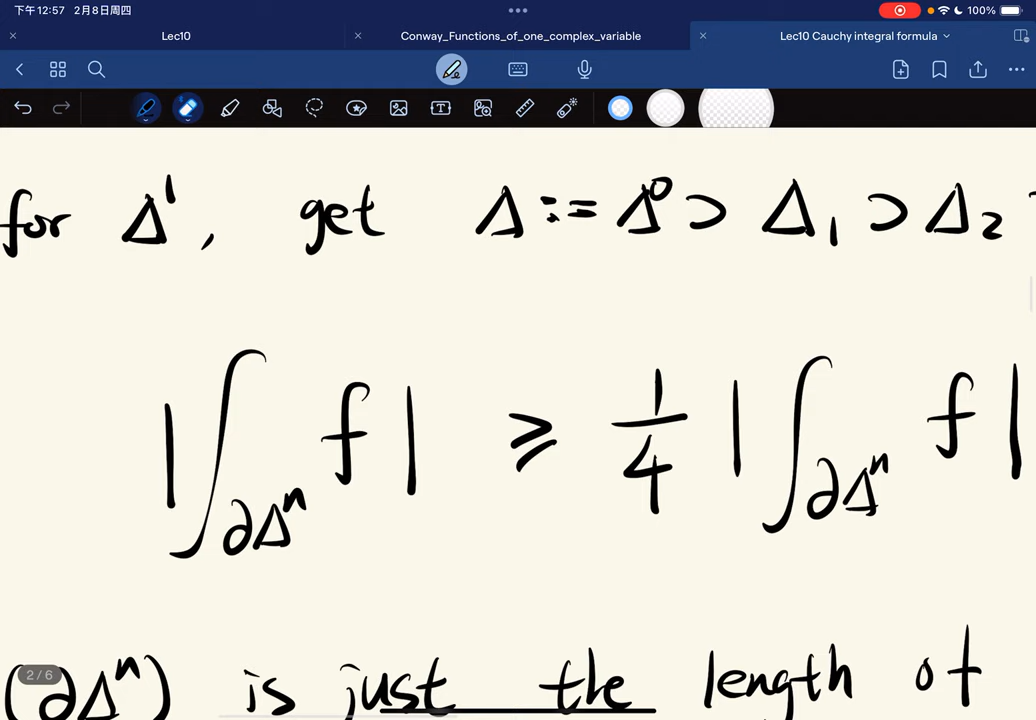 下午12:57 2月8日周四
100%
Lec10
Conway_Functions_of_one_complex_variable
Lec10 Cauchy integral formula
for Δ¹, get Δ := Δ⁰ ⊃ Δ₁ ⊃ Δ₂
|∫_{∂Δⁿ} f| ⩾ 1/4 |∫_{∂Δⁿ} f|
(∂Δⁿ) is just the length of
2/6